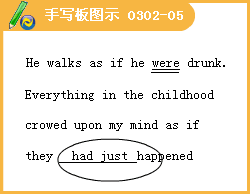 手写板图示 0302-05
He walks as if he were drunk.
Everything in the childhood
crowed upon my mind as if
they had just happened